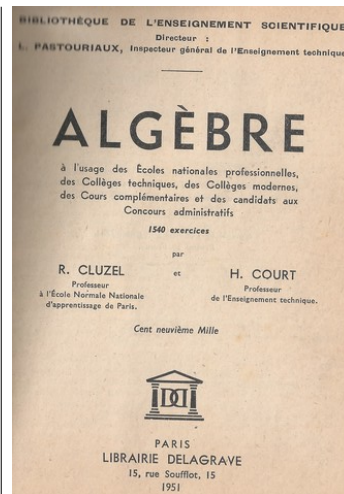 BIBLIOTHÈQUE DE L'ENSEIGNEMENT SCIENTIFIQUE
Directeur :
L. PASTOURIAUX, Inspecteur général de l'Enseignement technique
ALGÈBRE
à l'usage des Écoles nationales professionnelles,
des Collèges techniques, des Collèges modernes,
des Cours complémentaires et des candidats aux
Concours administratifs
1540 exercices
par
R. CLUZEL et H. COURT
Professeur
à l'École Normale Nationale
d'apprentissage de Paris.
Professeur
de l'Enseignement technique.
Cent neuvième Mille
PARIS
LIBRAIRIE DELAGRAVE
15, rue Soufflot, 15
1951